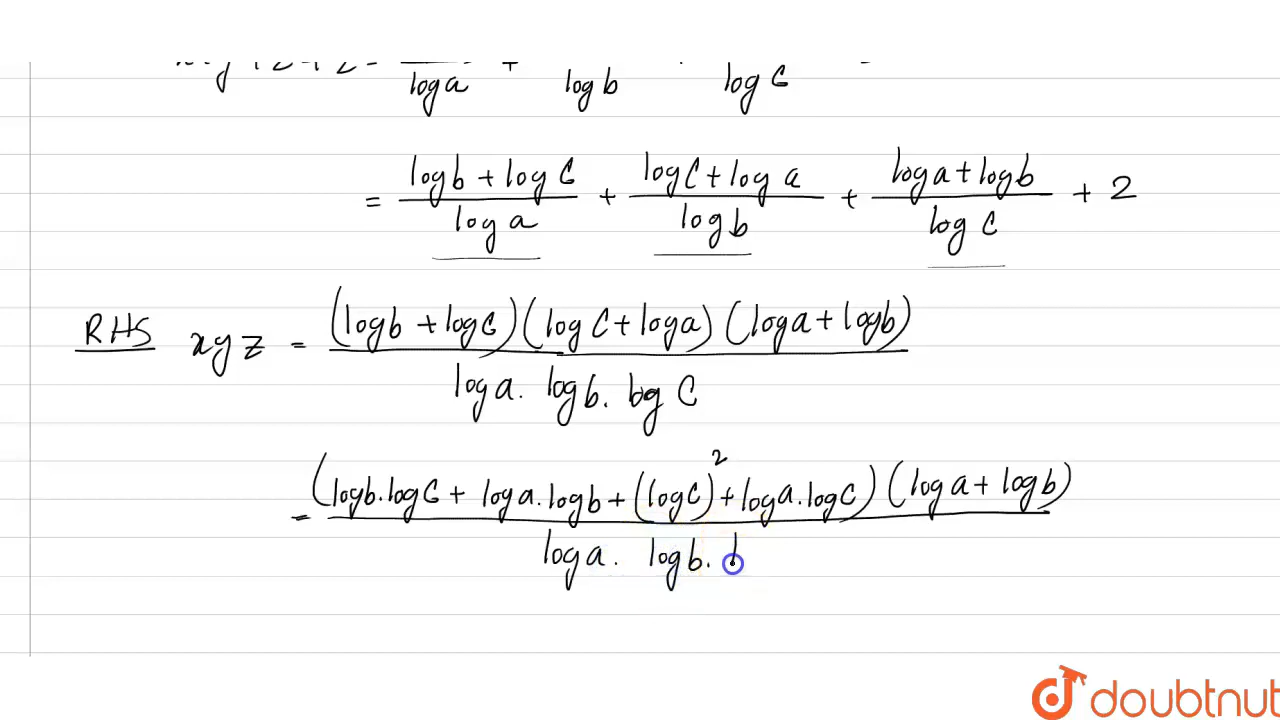 log a + log b log C
= (log b + log C)/(log a) + (log C + log a)/(log b) + (log a + log b)/(log C) + 2
RHS xyz = ((log b + log C)(log C + log a)(log a + log b))/(log a. log b. log C)
= ((log b. log C + log a. log b + (log C)² + log a. log C)(log a + log b))/(log a. log b. l
doubtnut